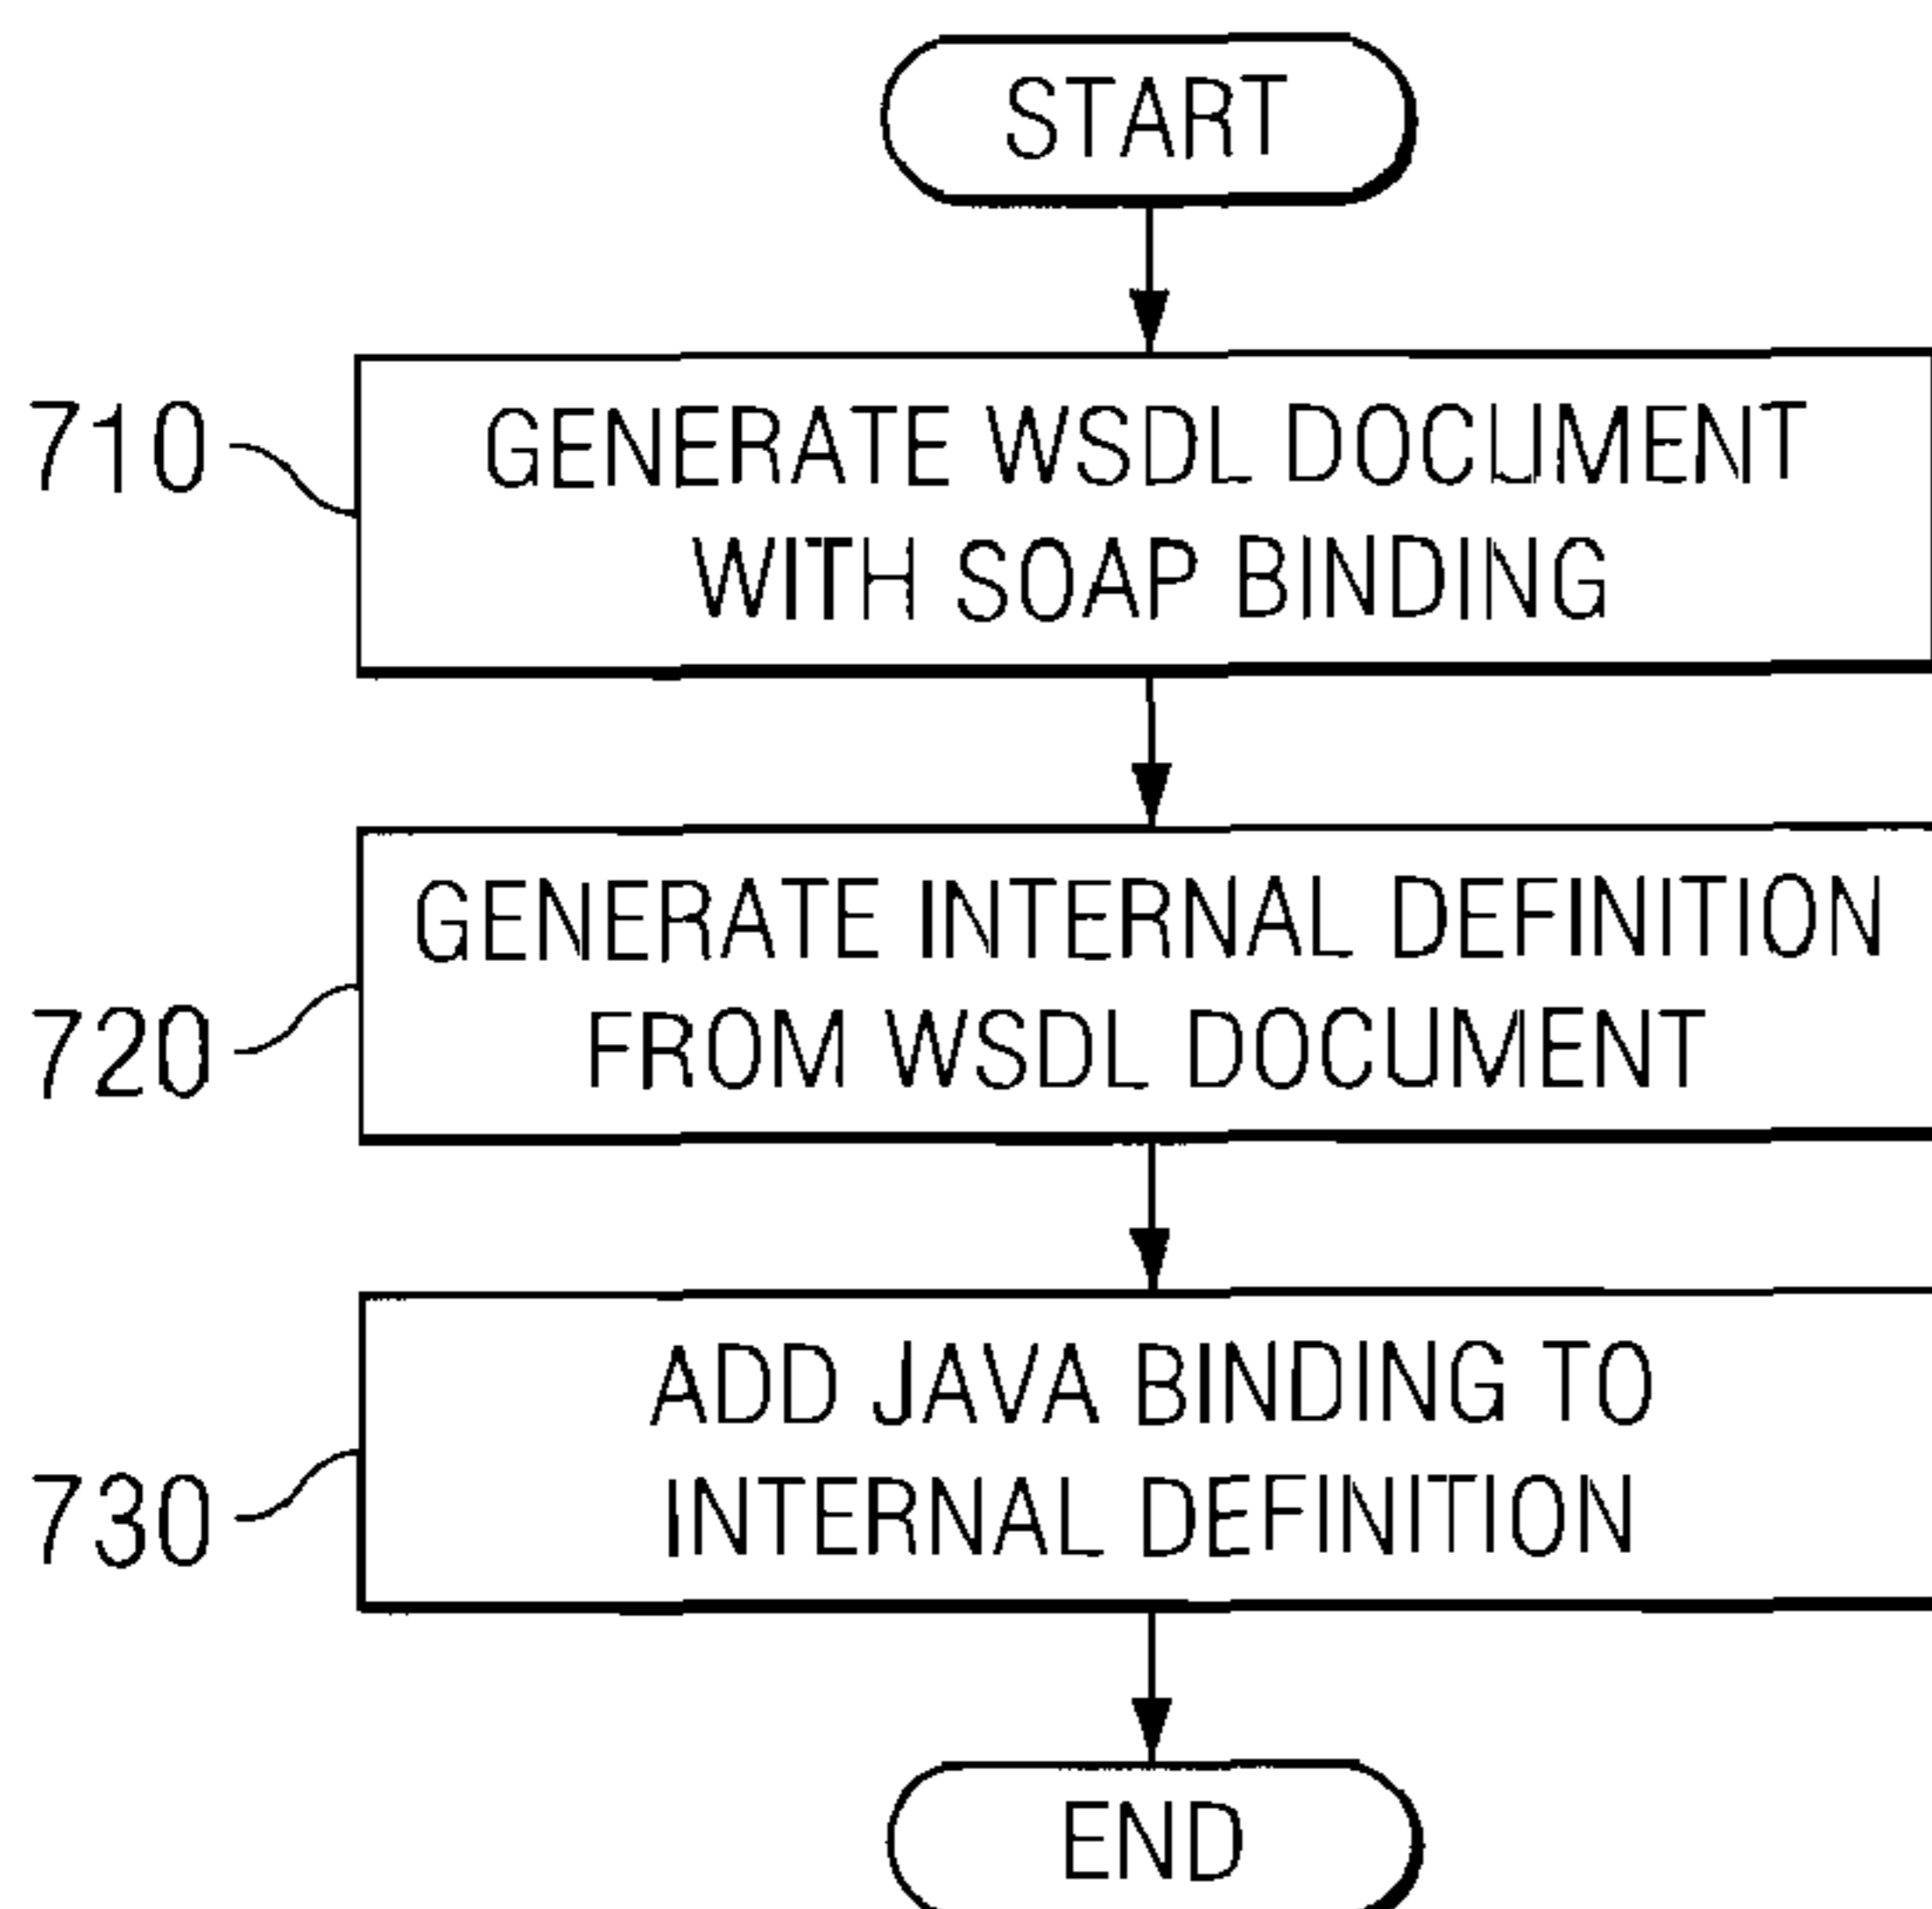 START
710
GENERATE WSDL DOCUMENT
WITH SOAP BINDING
720
GENERATE INTERNAL DEFINITION
FROM WSDL DOCUMENT
730
ADD JAVA BINDING TO
INTERNAL DEFINITION
END